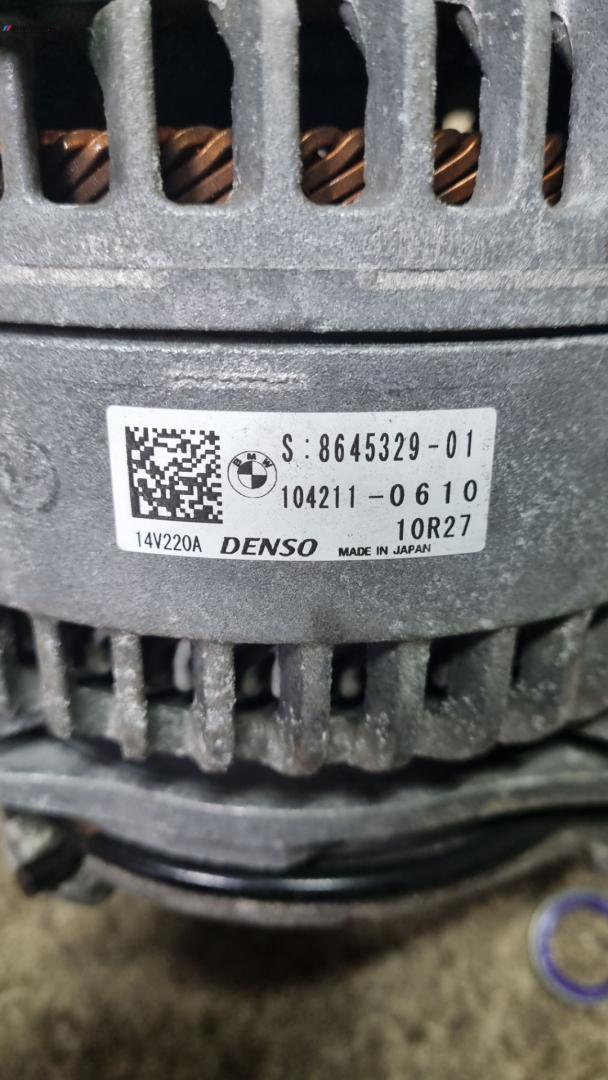 BMW
S:8645329-01
104211-0610
10R27
14V220A DENSO MADE IN JAPAN